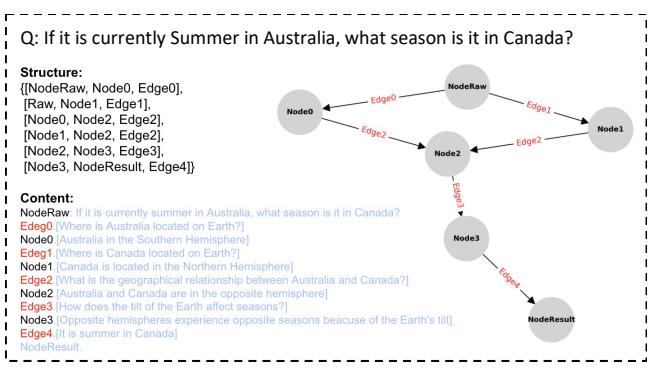 Q: If it is currently Summer in Australia, what season is it in Canada?
Structure:
{[NodeRaw, Node0, Edge0],
[Raw, Node1, Edge1],
[Node0, Node2, Edge2],
[Node1, Node2, Edge2],
[Node2, Node3, Edge3],
[Node3, NodeResult, Edge4]}
NodeRaw
Edge0
Edge1
Node0
Node1
Edge2
Edge2
Node2
Edge3
Node3
Edge4
NodeResult
Content:
NodeRaw: If it is currently summer in Australia, what season is it in Canada?
Edeg0.[Where is Australia located on Earth?]
Node0.[Australia in the Southern Hemisphere]
Edeg1.[Where is Canada located on Earth?]
Node1.[Canada is located in the Northern Hemisphere]
Edge2.[What is the geographical relationship between Australia and Canada?]
Node2.[Australia and Canada are in the opposite hemisphere]
Edge3.[How does the tilt of the Earth affect seasons?]
Node3.[Opposite hemispheres experience opposite seasons beacuse of the Earth's tilt]
Edge4.[It is summer in Canada]
NodeResult.